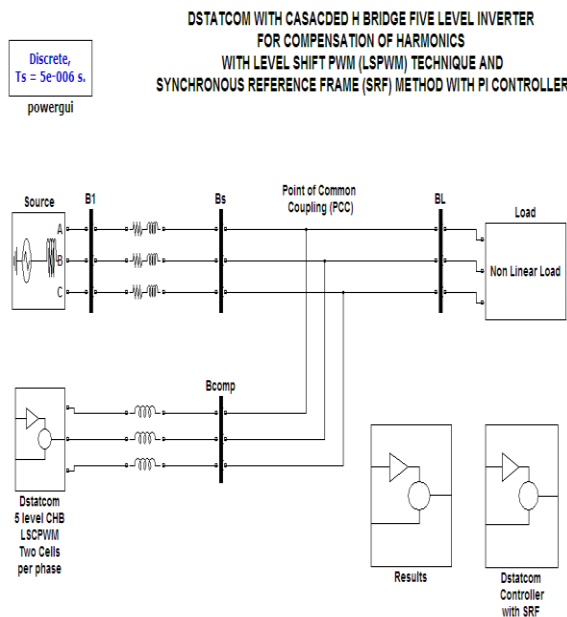 DSTATCOM WITH CASACDED H BRIDGE FIVE LEVEL INVERTER
FOR COMPENSATION OF HARMONICS
WITH LEVEL SHIFT PWM (LSPWM) TECHNIQUE AND
SYNCHRONOUS REFERENCE FRAME (SRF) METHOD WITH PI CONTROLLER
Discrete,
Ts = 5e-006 s.
powergui
Source
B1
Bs
Point of Common
Coupling (PCC)
BL
Load
A
B
C
Non Linear Load
Bcomp
Dstatcom
5 level CHB
LSCPWM
Two Cells
per phase
Results
Dstatcom
Controller
with SRF